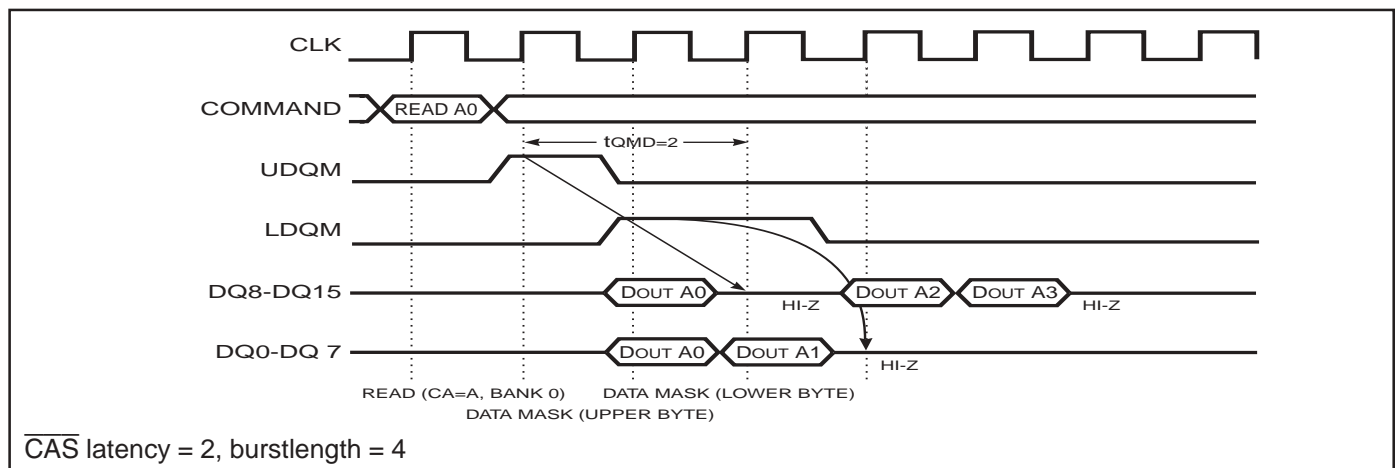 CLK
COMMAND READ A0
tQMD=2
UDQM
LDQM
DQ8-DQ15 DOUT A0 HI-Z DOUT A2 DOUT A3 HI-Z
DQ0-DQ 7 DOUT A0 DOUT A1 HI-Z
READ (CA=A, BANK 0) DATA MASK (LOWER BYTE)
DATA MASK (UPPER BYTE)
CAS latency = 2, burstlength = 4